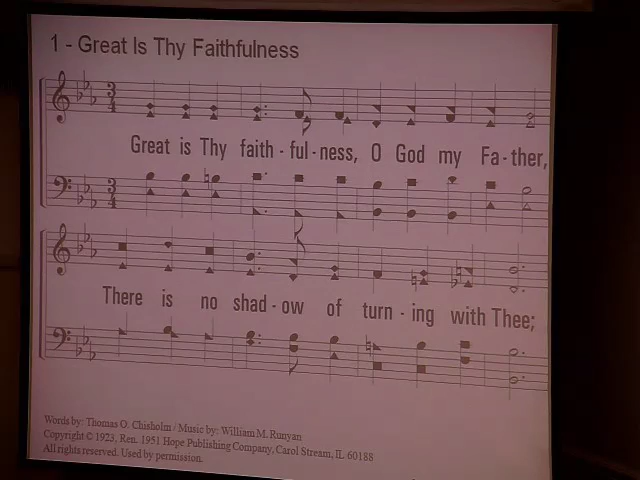 1 - Great Is Thy Faithfulness
Great is Thy faith - ful - ness, O God my Fa - ther,
There is no shad - ow of turn - ing with Thee;
Words by: Thomas O. Chisholm / Music by: William M. Runyan
Copyright © 1923, Ren. 1951 Hope Publishing Company, Carol Stream, IL 60188
All rights reserved. Used by permission.